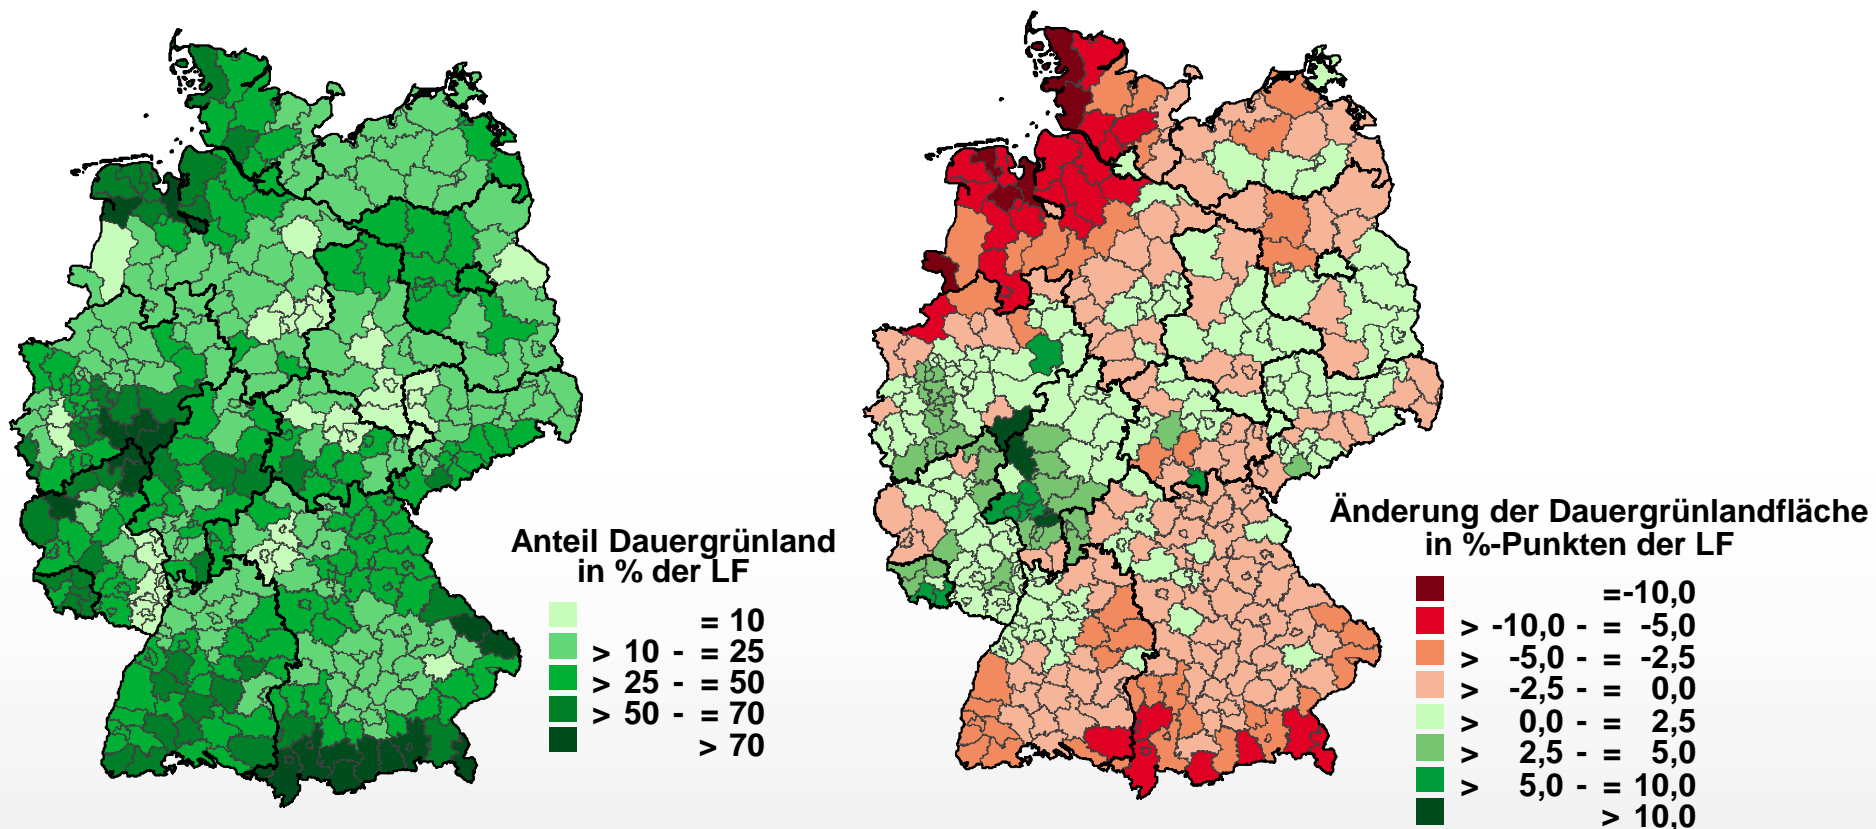 Anteil Dauergrünland
in % der LF
= 10
> 10 - = 25
> 25 - = 50
> 50 - = 70
> 70
Änderung der Dauergrünlandfläche
in %-Punkten der LF
=-10,0
> -10,0 - = -5,0
> -5,0 - = -2,5
> -2,5 - = 0,0
> 0,0 - = 2,5
> 2,5 - = 5,0
> 5,0 - = 10,0
> 10,0